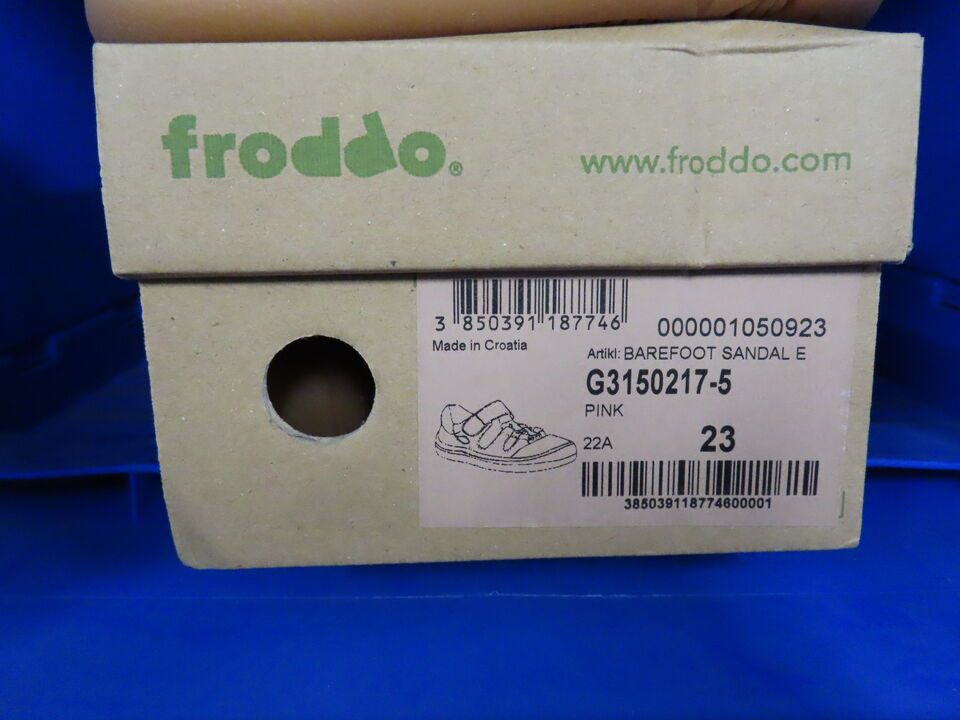 froddo®
www.froddo.com
3 850391 187746
000001050923
Made in Croatia
Artikl: BAREFOOT SANDAL E
G3150217-5
PINK
22A
23
385039118774600001